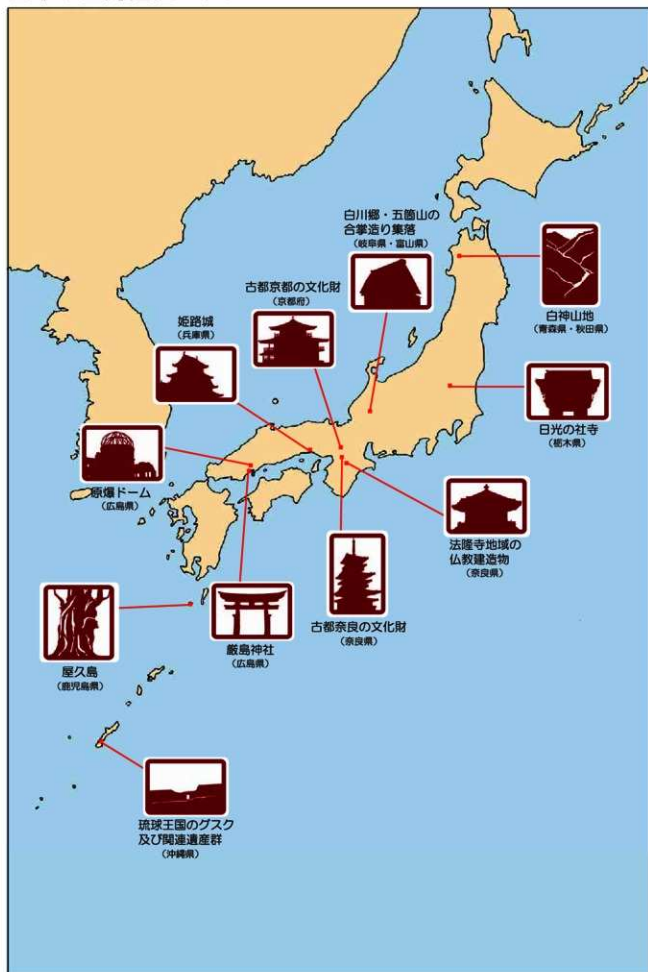 白川郷・五箇山の
合掌造り集落
（岐阜県・富山県）
古都京都の文化財
（京都府）
姫路城
（兵庫県）
白神山地
（青森県・秋田県）
日光の社寺
（栃木県）
原爆ドーム
（広島県）
法隆寺地域の
仏教建造物
（奈良県）
厳島神社
（広島県）
古都奈良の文化財
（奈良県）
屋久島
（鹿児島県）
琉球王国のグスク
及び関連遺産群
（沖縄県）